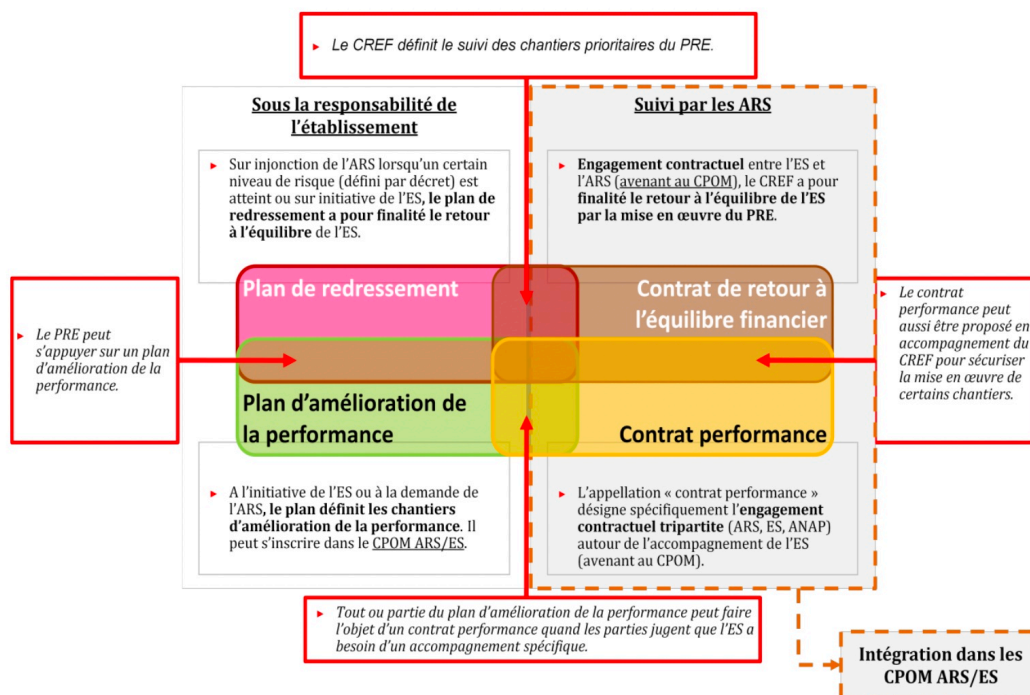 ► Le CREF définit le suivi des chantiers prioritaires du PRE.
Sous la responsabilité de
l’établissement
► Sur injonction de l’ARS lorsqu’un certain
niveau de risque (défini par décret) est
atteint ou sur initiative de l’ES, le plan
de redressement a pour finalité le retour
à l’équilibre de l’ES.
Suivi par les ARS
► Engagement contractuel entre l’ES et
l’ARS (avenant au CPOM), le CREF a pour
finalité le retour à l’équilibre de l’ES
par la mise en œuvre du PRE.
► Le PRE peut
s’appuyer sur un plan
d’amélioration de la
performance.
Plan de redressement
Contrat de retour à
l’équilibre financier
Plan d’amélioration de
la performance
Contrat performance
► Le contrat
performance peut
aussi être proposé en
accompagnement du
CREF pour sécuriser
la mise en œuvre de
certains chantiers.
► A l’initiative de l’ES ou à la demande de
l’ARS, le plan définit les chantiers
d’amélioration de la performance. Il
peut s’inscrire dans le CPOM ARS/ES.
► L’appellation « contrat performance »
désigne spécifiquement l’engagement
contractuel tripartite (ARS, ES, ANAP)
autour de l’accompagnement de l’ES
(avenant au CPOM).
► Tout ou partie du plan d’amélioration de la performance peut faire
l’objet d’un contrat performance quand les parties jugent que l’ES a
besoin d’un accompagnement spécifique.
Intégration dans les
CPOM ARS/ES